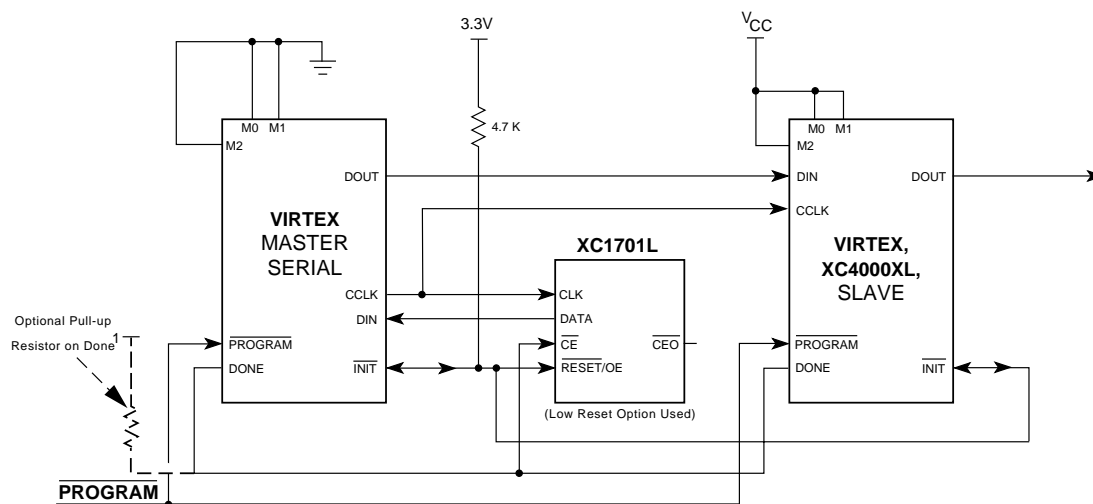 3.3V
VCC
M0 M1
M2
4.7 K
M0 M1
M2
DOUT
DIN
DOUT
CCLK
VIRTEX
MASTER
SERIAL
XC1701L
VIRTEX,
XC4000XL,
SLAVE
CCLK
CLK
DIN
DATA
Optional Pull-up
Resistor on Done1
PROGRAM
CE
CEO
PROGRAM
DONE
INIT
RESET/OE
DONE
INIT
(Low Reset Option Used)
PROGRAM